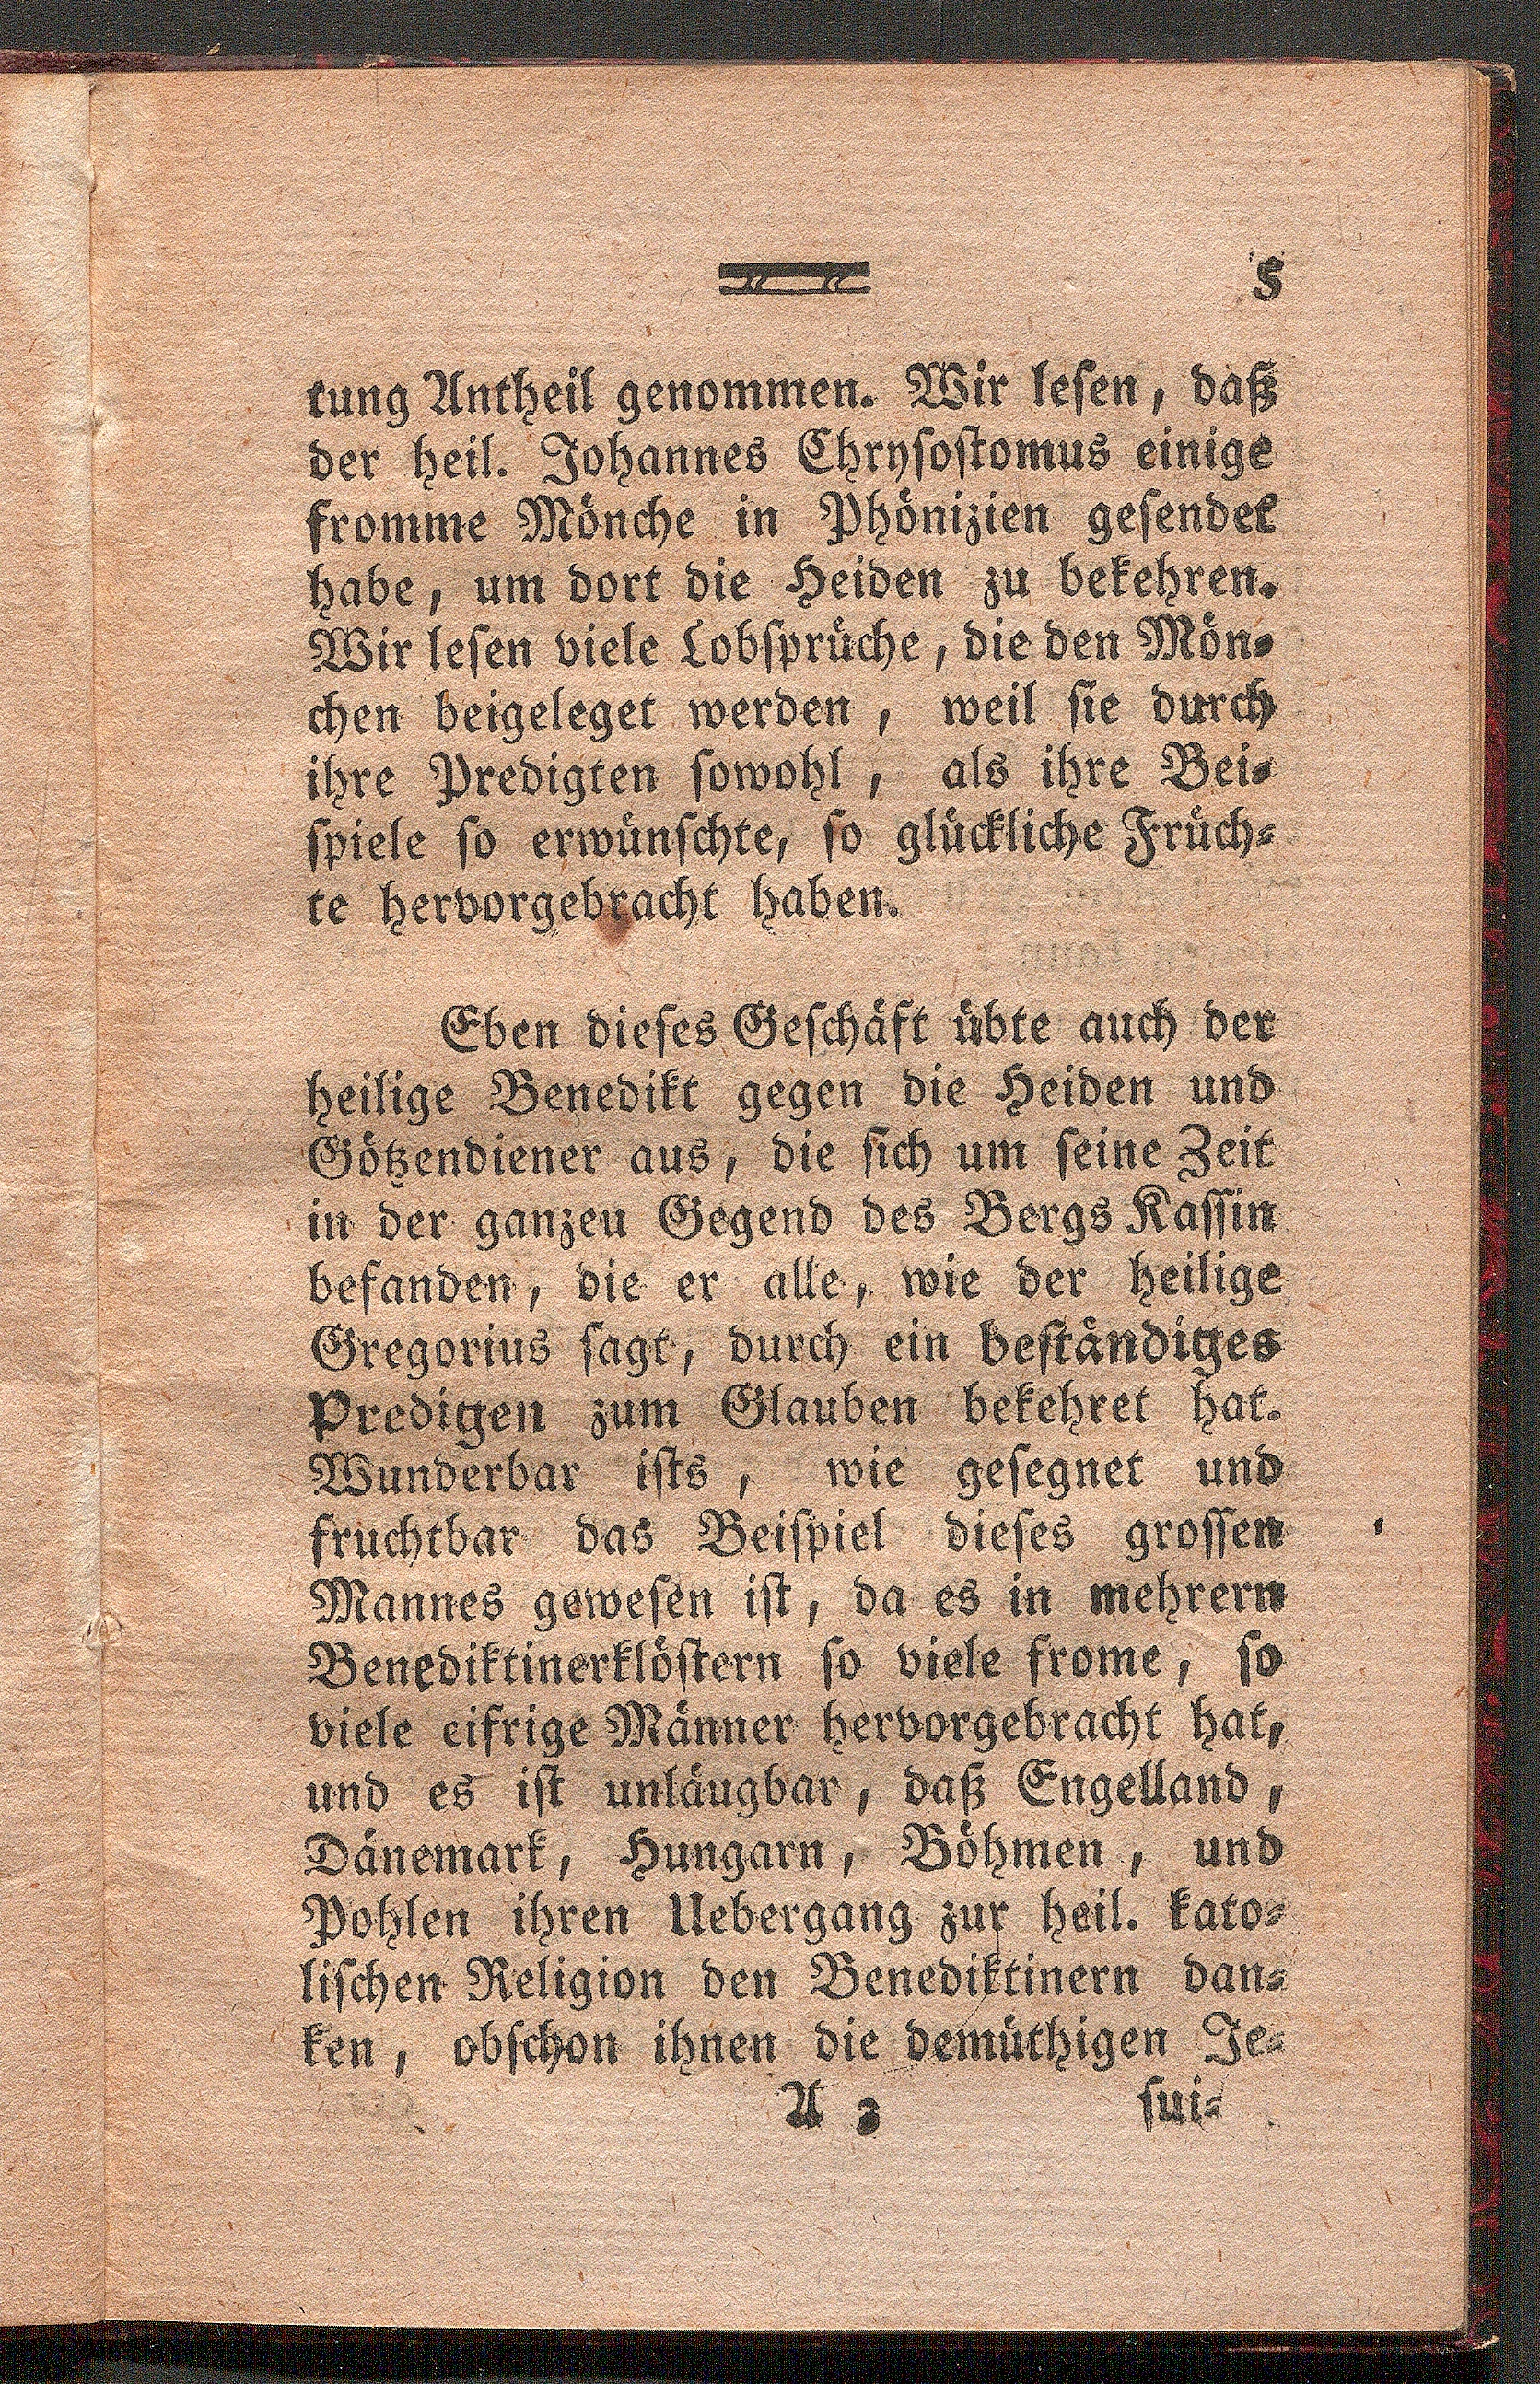 5
tung Antheil genommen. Wir lesen, daß
der heil. Johannes Chrysostomus einige
fromme Mönche in Phönizien gesendet
habe, um dort die Heiden zu bekehren.
Wir lesen viele Lobsprüche, die den Mön-
chen beigeleget werden, weil sie durch
ihre Predigten sowohl, als ihre Bei-
spiele so erwünschte, so glückliche Früch-
te hervorgebracht haben.
Eben dieses Geschäft übte auch der
heilige Benedikt gegen die Heiden und
Götzendiener aus, die sich um seine Zeit
in der ganzeu Gegend des Bergs Kassin
befanden, die er alle, wie der heilige
Gregorius sagt, durch ein beständiges
Predigen zum Glauben bekehret hat.
Wunderbar ists, wie gesegnet und
fruchtbar das Beispiel dieses grossen
Mannes gewesen ist, da es in mehrern
Benediktinerklöstern so viele frome, so
viele eifrige Männer hervorgebracht hat,
und es ist unläugbar, daß Engelland,
Dänemark, Hungarn, Böhmen, und
Pohlen ihren Uebergang zur heil. kato-
lischen Religion den Benediktinern dan-
ken, obschon ihnen die demüthigen Je-
A 3 sui-